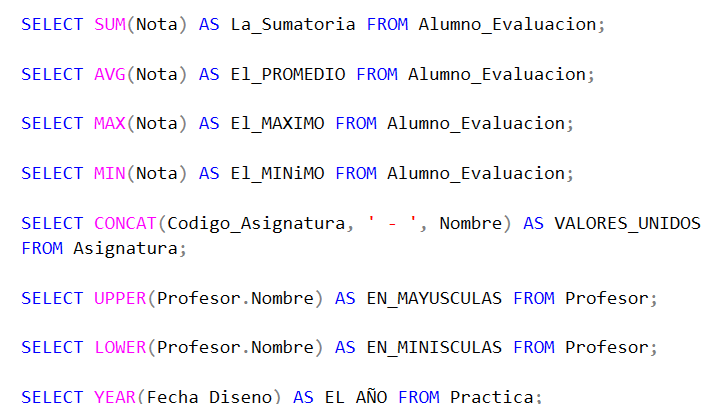 SELECT SUM(Nota) AS La_Sumatoria FROM Alumno_Evaluacion;
SELECT AVG(Nota) AS El_PROMEDIO FROM Alumno_Evaluacion;
SELECT MAX(Nota) AS El_MAXIMO FROM Alumno_Evaluacion;
SELECT MIN(Nota) AS El_MINiMO FROM Alumno_Evaluacion;
SELECT CONCAT(Codigo_Asignatura, ' - ', Nombre) AS VALORES_UNIDOS
FROM Asignatura;
SELECT UPPER(Profesor.Nombre) AS EN_MAYUSCULAS FROM Profesor;
SELECT LOWER(Profesor.Nombre) AS EN_MINISCULAS FROM Profesor;
SELECT YEAR(Fecha_Diseno) AS EL_AÑO FROM Practica;